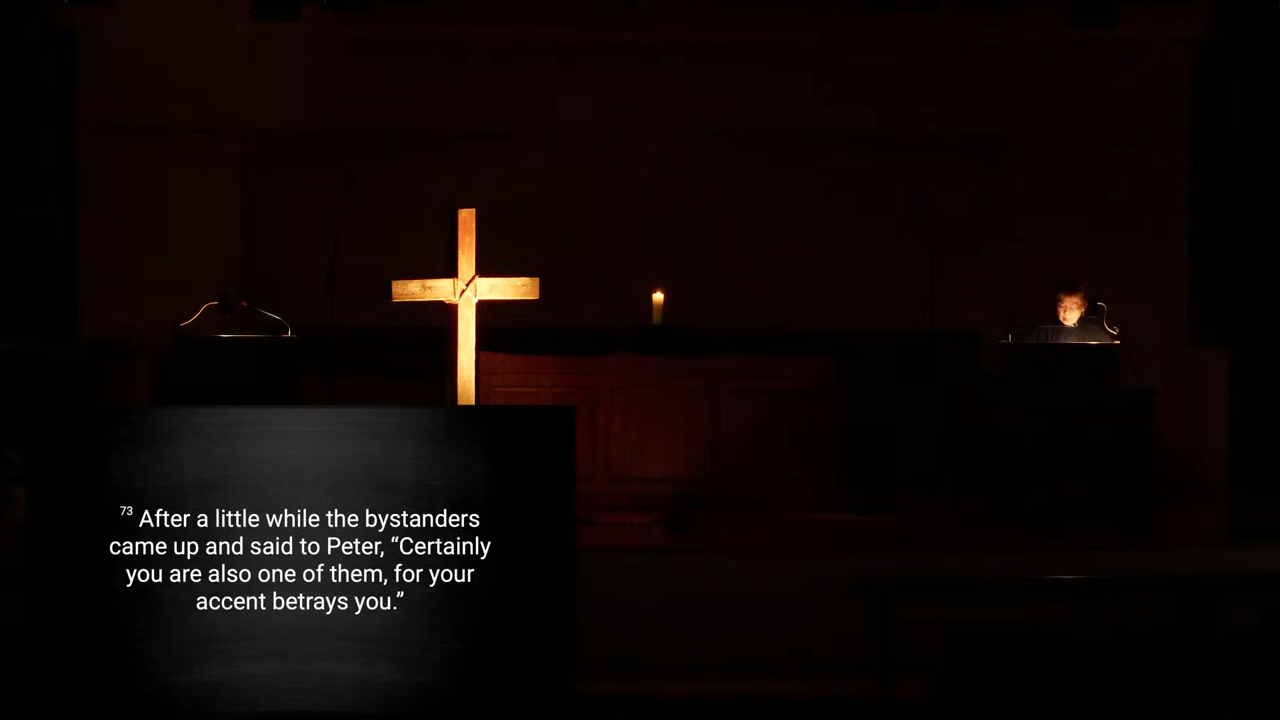 73 After a little while the bystanders
came up and said to Peter, “Certainly
you are also one of them, for your
accent betrays you.”